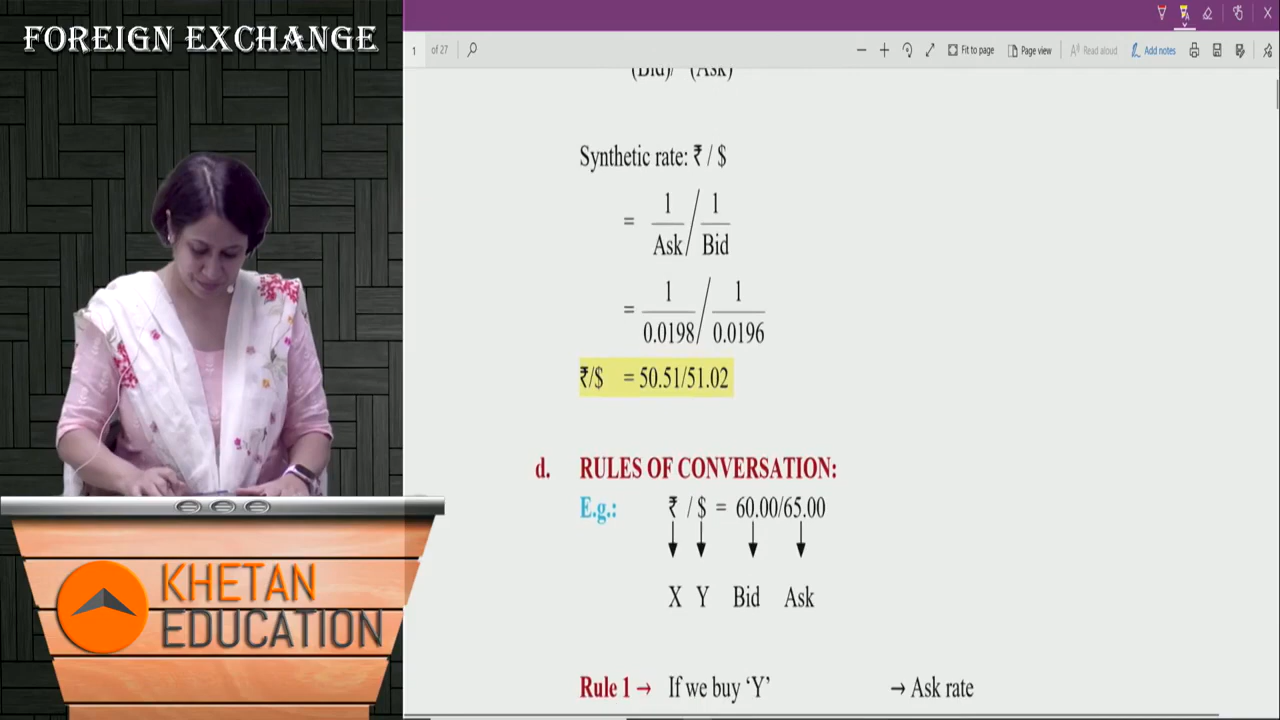 FOREIGN EXCHANGE
1 of 27
Fit to page
Page view
Read aloud
Add notes
(Bid)/ (Ask)
Synthetic rate: ₹ / $
= 1/Ask / 1/Bid
= 1/0.0198 / 1/0.0196
₹/$ = 50.51/51.02
d. RULES OF CONVERSATION:
E.g.: ₹ / $ = 60.00/65.00
X Y Bid Ask
Rule 1 → If we buy ‘Y’ → Ask rate
KHETAN
EDUCATION